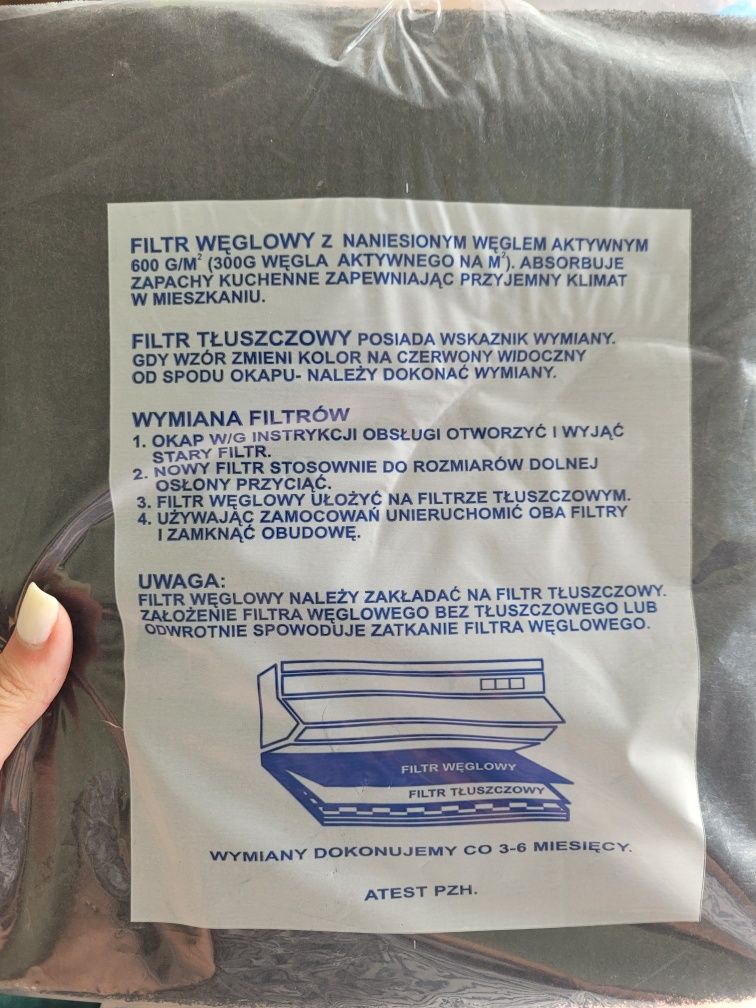 FILTR WĘGLOWY Z NANIESIONYM WĘGLEM AKTYWNYM
600 G/M² (300G WĘGLA AKTYWNEGO NA M²). ABSORBUJE
ZAPACHY KUCHENNE ZAPEWNIAJĄC PRZYJEMNY KLIMAT
W MIESZKANIU.
FILTR TŁUSZCZOWY POSIADA WSKAZNIK WYMIANY.
GDY WZÓR ZMIENI KOLOR NA CZERWONY WIDOCZNY
OD SPODU OKAPU- NALEŻY DOKONAĆ WYMIANY.
WYMIANA FILTRÓW
1. OKAP W/G INSTRYKCJI OBSŁUGI OTWORZYĆ I WYJĄĆ
STARY FILTR.
2. NOWY FILTR STOSOWNIE DO ROZMIARÓW DOLNEJ
OSŁONY PRZYCIĄĆ.
3. FILTR WĘGLOWY UŁOŻYĆ NA FILTRZE TŁUSZCZOWYM.
4. UŻYWAJĄC ZAMOCOWAŃ UNIERUCHOMIĆ OBA FILTRY
I ZAMKNĄĆ OBUDOWĘ.
UWAGA:
FILTR WĘGLOWY NALEŻY ZAKŁADAĆ NA FILTR TŁUSZCZOWY.
ZAŁOŻENIE FILTRA WĘGLOWEGO BEZ TŁUSZCZOWEGO LUB
ODWROTNIE SPOWODUJE ZATKANIE FILTRA WĘGLOWEGO.
FILTR WĘGLOWY
FILTR TŁUSZCZOWY
WYMIANY DOKONUJEMY CO 3-6 MIESIĘCY.
ATEST PZH.